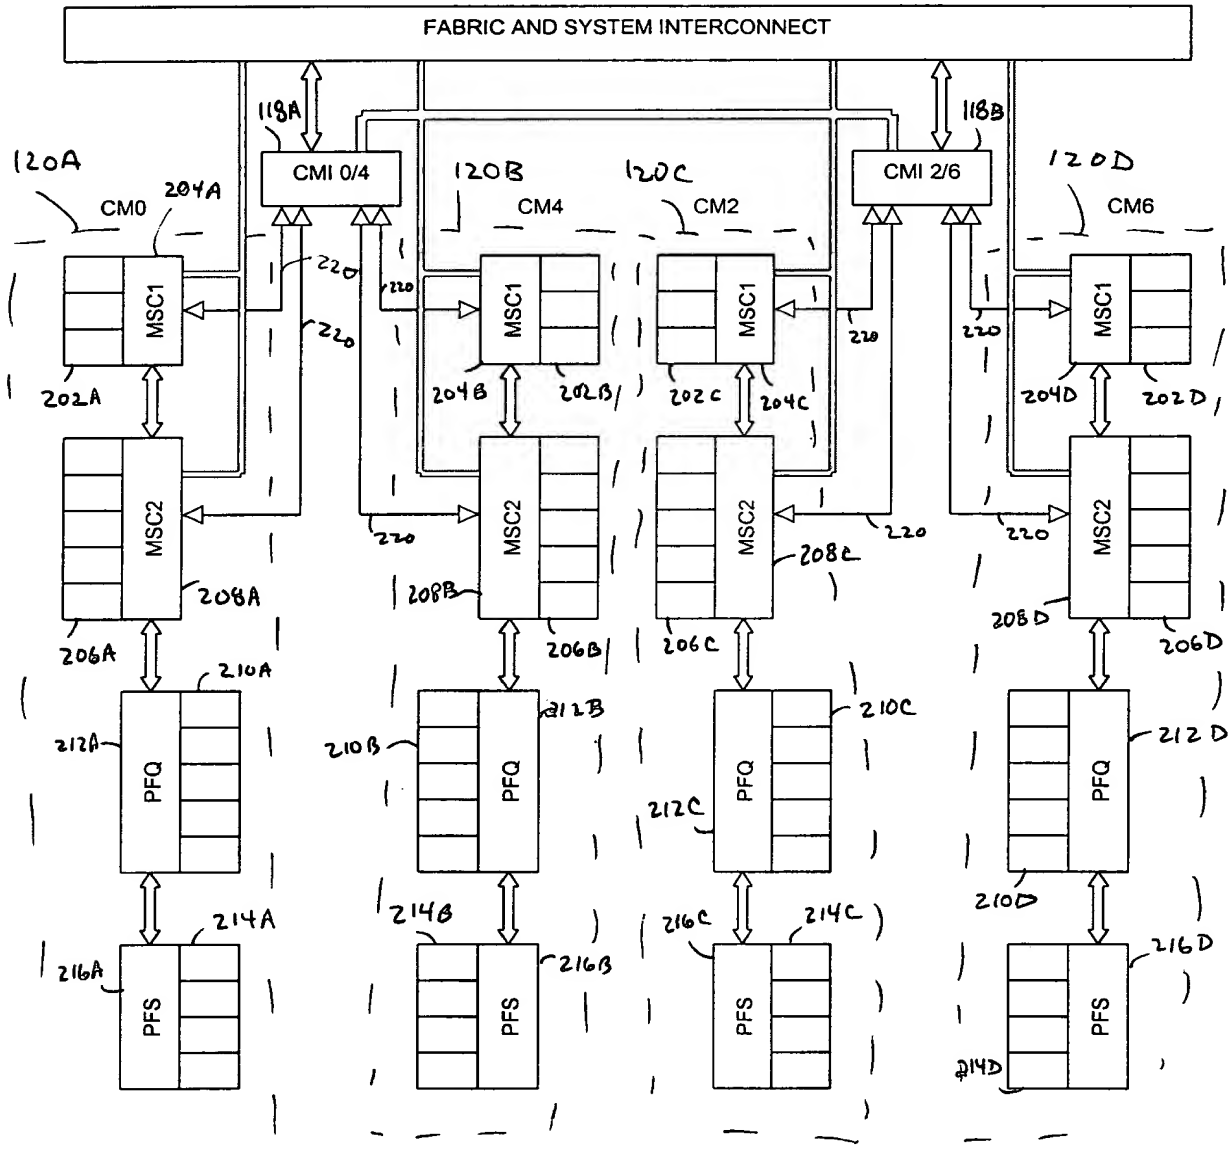 FABRIC AND SYSTEM INTERCONNECT
118A
118B
120A
CMI 0/4
120B
120C
CMI 2/6
120D
CM0
204A
CM4
CM2
CM6
220
220
MSC1
MSC1
MSC1
MSC1
220
220
220
202A
204B
202B
202C
204C
204D
202D
MSC2
MSC2
MSC2
MSC2
220
220
220
208A
208B
208C
208D
206A
206B
206C
206D
210A
212B
210C
212A
210B
212D
PFQ
PFQ
PFQ
PFQ
212C
210D
214A
214B
216C
214C
216A
216B
216D
PFS
PFS
PFS
PFS
214D